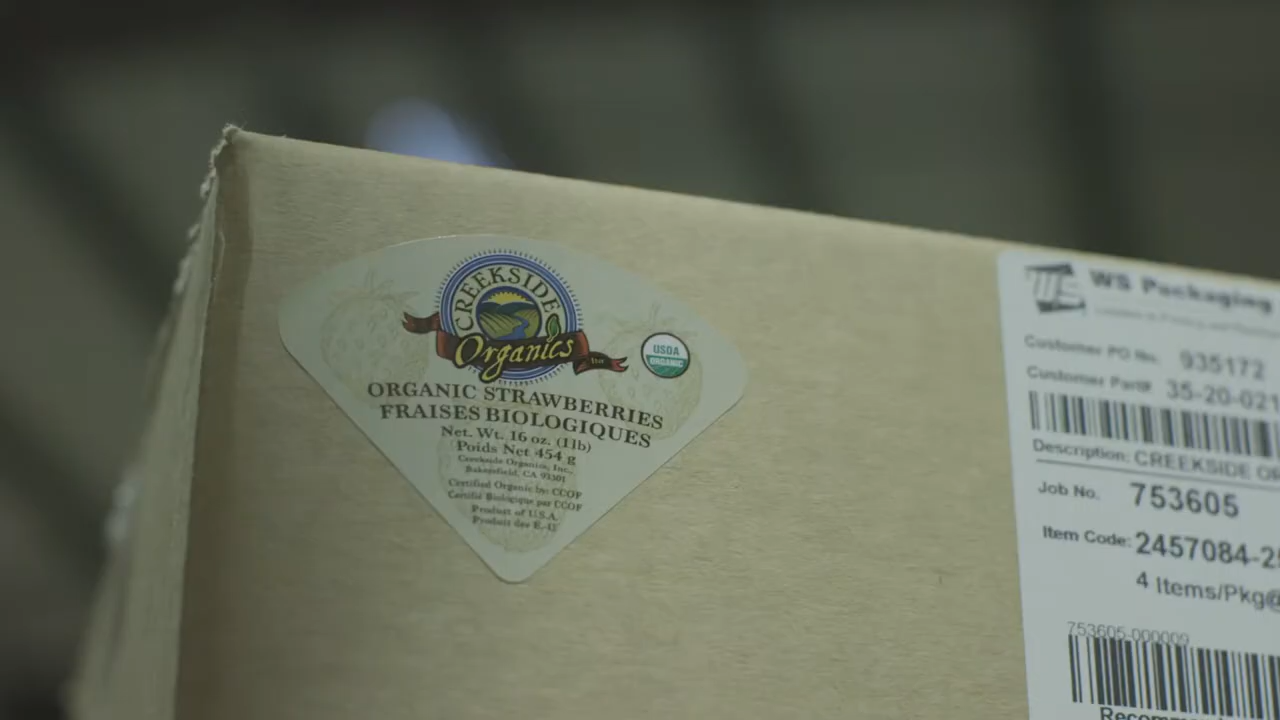 CREEKSIDE
Organics
USDA
ORGANIC
ORGANIC STRAWBERRIES
FRAISES BIOLOGIQUES
Net. Wt. 16 oz. (1lb)
Poids Net 454 g
Creekside Organics, Inc.,
Bakersfield, CA 93301
Certified Organic by: CCOF
Certifié Biologique par CCOF
Product of U.S.A.
Produit des É.-U
WS Packaging
Customer PO No. 935172
Customer Part# 35-20-021
Description: CREEKSIDE OR
Job No. 753605
Item Code: 2457084-2
4 Items/Pkg@
753605-000009
Recomm